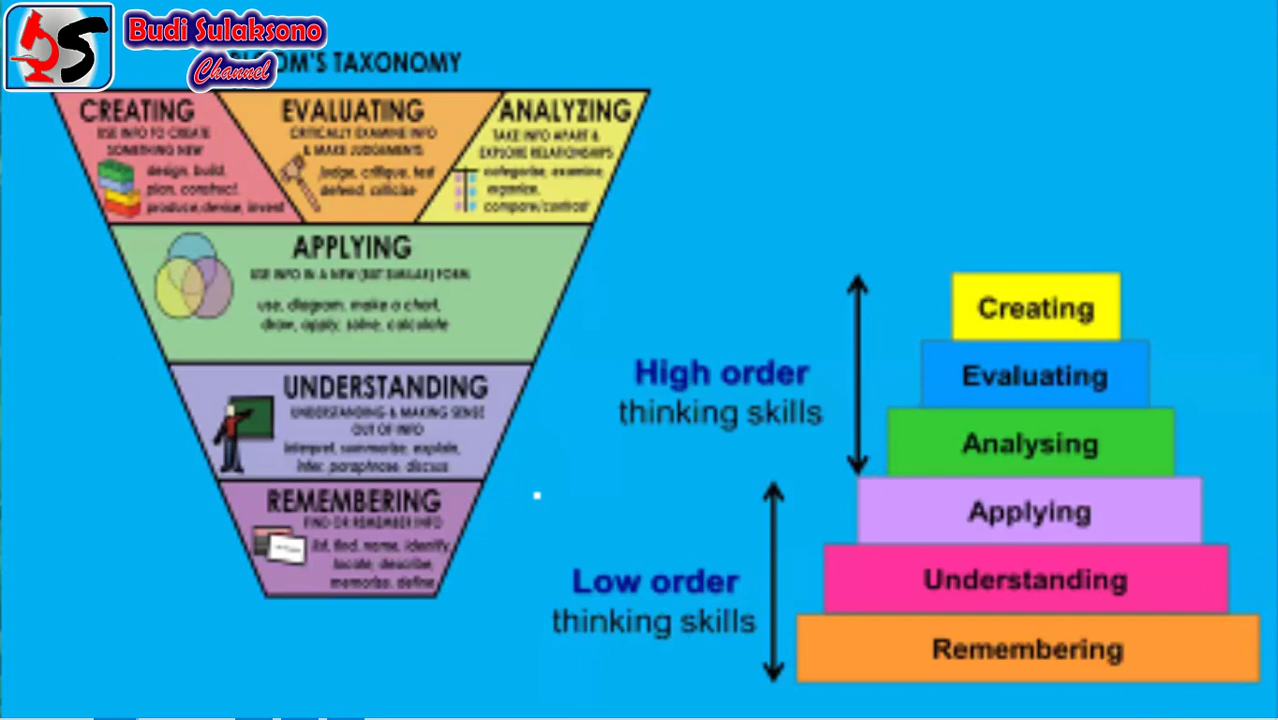 Budi Sulaksono
Channel
S
OM'S TAXONOMY
CREATING
USE INFO TO CREATE
SOMETHING NEW
design, build,
plan, construct,
produce, devise, invent
EVALUATING
CRITICALLY EXAMINE INFO
& MAKE JUDGEMENTS
judge, critique, test
defend, criticize
ANALYZING
TAKE INFO APART &
EXPLORE RELATIONSHIPS
categorize, examine,
organize,
compare/contrast
APPLYING
USE INFO IN A NEW (BUT SIMILAR) FORM
use, diagram, make a chart,
draw, apply, solve, calculate
UNDERSTANDING
UNDERSTANDING & MAKING SENSE
OUT OF INFO
interpret, summarize, explain,
infer, paraphrase, discuss
REMEMBERING
FIND OR REMEMBER INFO
list, find, name, identify,
locate, describe,
memorize, define
High order
thinking skills
Low order
thinking skills
Creating
Evaluating
Analysing
Applying
Understanding
Remembering